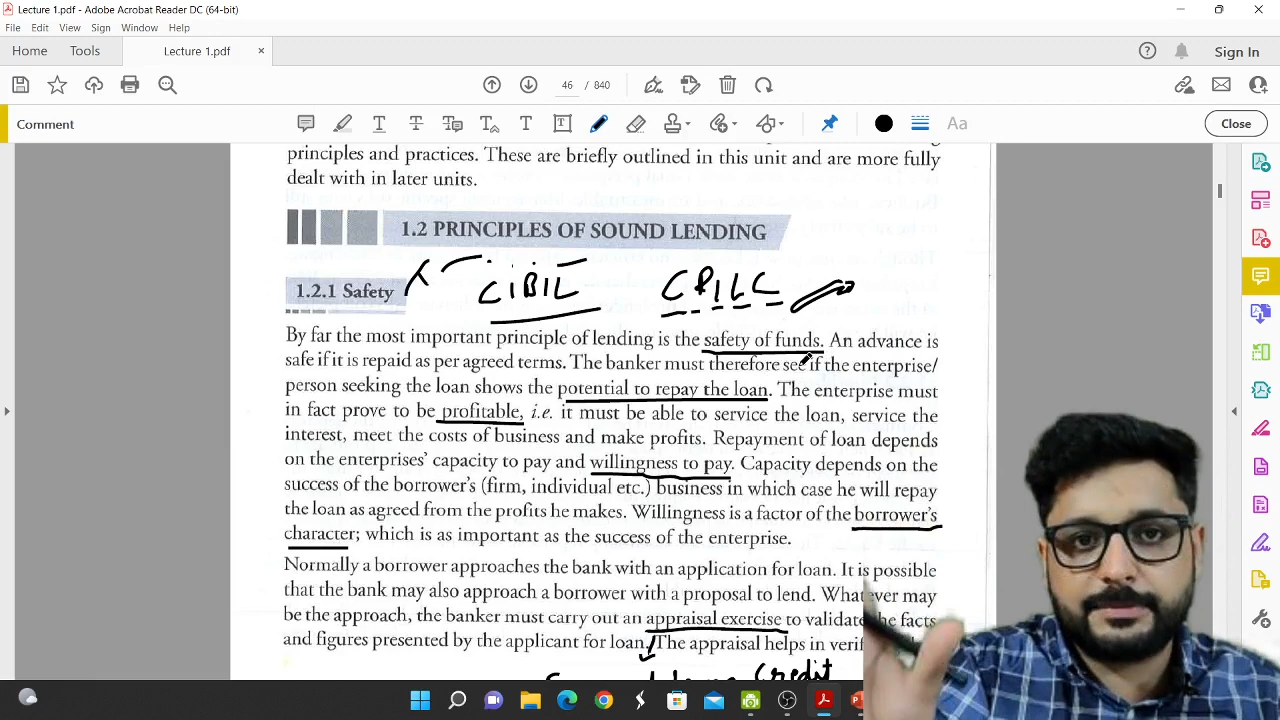 Lecture 1.pdf - Adobe Acrobat Reader DC (64-bit)
File Edit View Sign Window Help
Home Tools Lecture 1.pdf × Sign In
46 / 840
Comment Aa Close
principles and practices. These are briefly outlined in this unit and are more fully
dealt with in later units.
1.2 PRINCIPLES OF SOUND LENDING
CIBIL CRILC
1.2.1 Safety
By far the most important principle of lending is the safety of funds. An advance is
safe if it is repaid as per agreed terms. The banker must therefore see if the enterprise/
person seeking the loan shows the potential to repay the loan. The enterprise must
in fact prove to be profitable, i.e. it must be able to service the loan, service the
interest, meet the costs of business and make profits. Repayment of loan depends
on the enterprises' capacity to pay and willingness to pay. Capacity depends on the
success of the borrower's (firm, individual etc.) business in which case he will repay
the loan as agreed from the profits he makes. Willingness is a factor of the borrower's
character; which is as important as the success of the enterprise.
Normally a borrower approaches the bank with an application for loan. It is possible
that the bank may also approach a borrower with a proposal to lend. Whatever may
be the approach, the banker must carry out an appraisal exercise to validate the facts
and figures presented by the applicant for loan. The appraisal helps in
credit